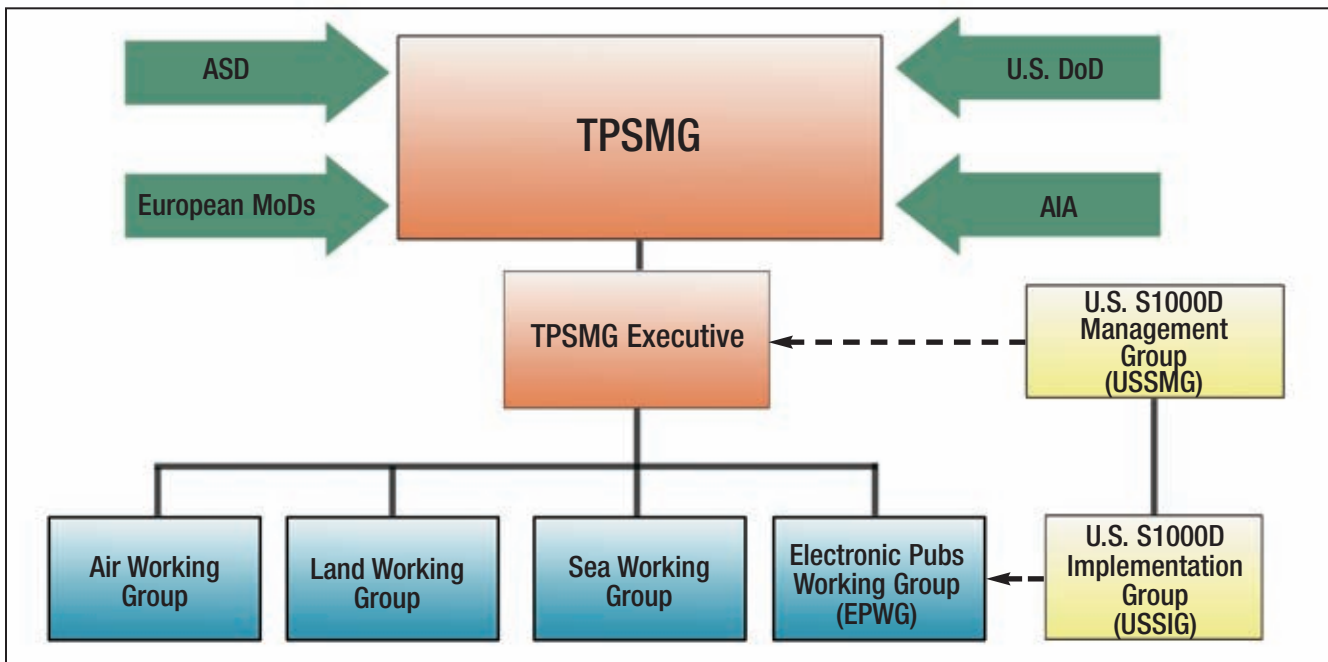 ASD
U.S. DoD
TPSMG
European MoDs
AIA
TPSMG Executive
U.S. S1000D
Management
Group
(USSMG)
Air Working
Group
Land Working
Group
Sea Working
Group
Electronic Pubs
Working Group
(EPWG)
U.S. S1000D
Implementation
Group
(USSIG)